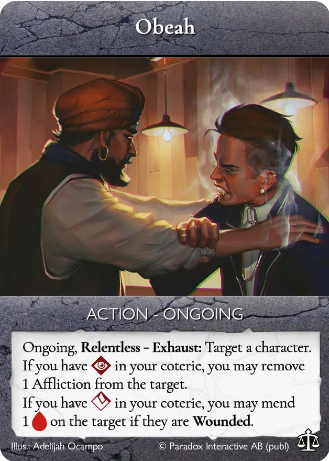 Obeah
ACTION - ONGOING
Ongoing, Relentless - Exhaust: Target a character.
If you have in your coterie, you may remove
1 Affliction from the target.
If you have in your coterie, you may mend
1 on the target if they are Wounded.
Illus.: Adelijah Ocampo © Paradox Interactive AB (publ)